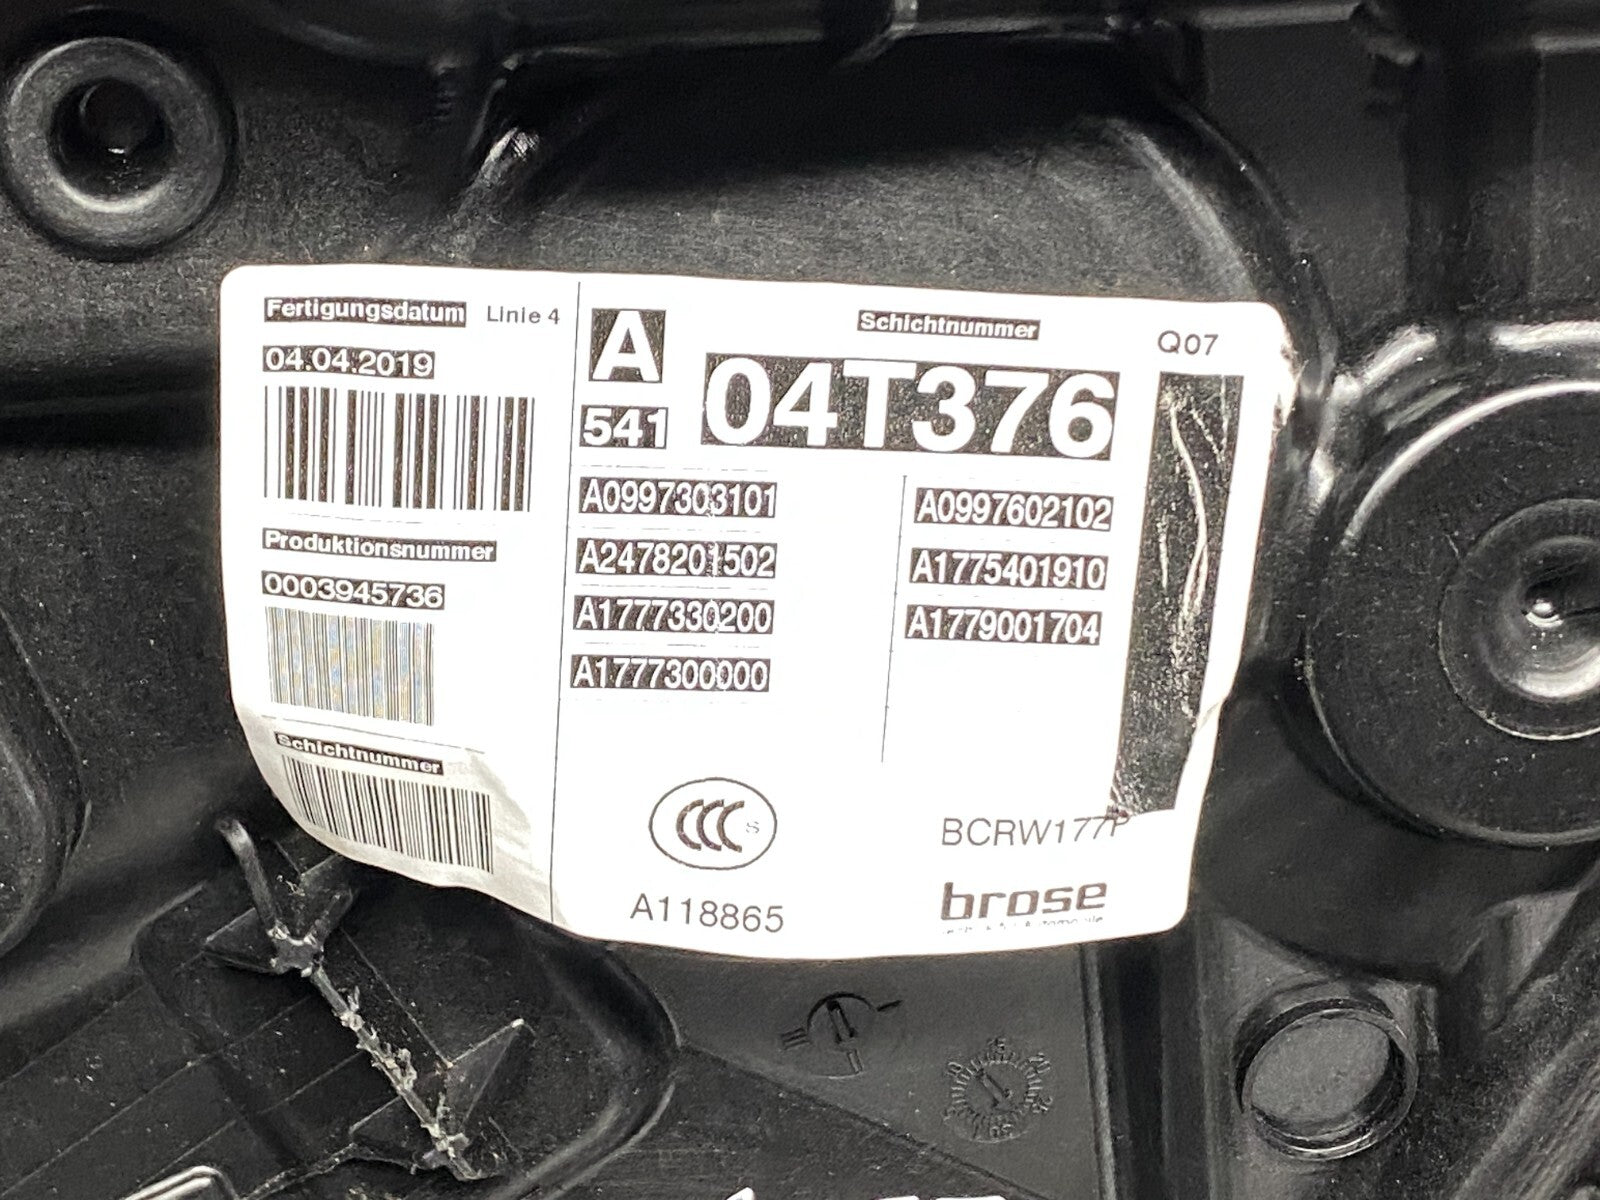 Fertigungsdatum Linie 4
04.04.2019
Produktionsnummer
0003945736
Schichtnummer
A
541
Schichtnummer
04T376
Q07
A0997303101
A2478201502
A1777330200
A1777300000
A0997602102
A1775401910
A1779001704
CCC S
A118865
BCRW177P
brose